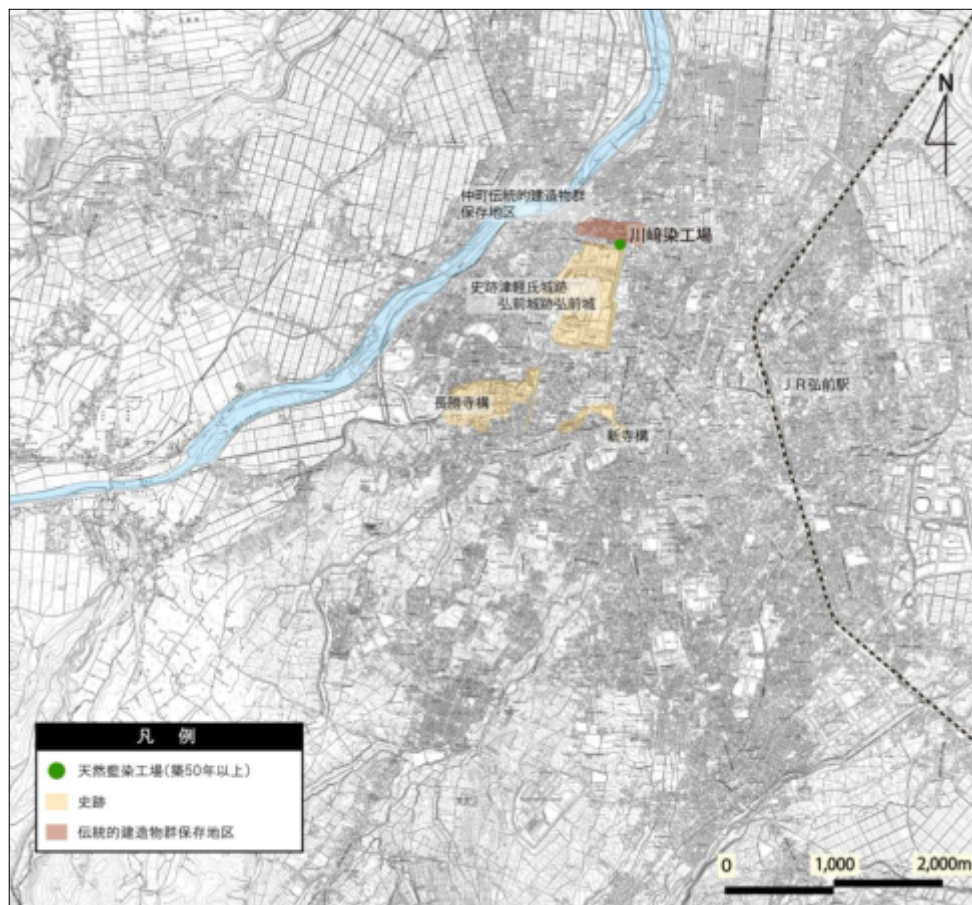 N
仲町伝統的建造物群
保存地区
川﨑染工場
史跡津軽氏城跡
弘前城跡弘前城
JR弘前駅
長勝寺構
新寺構
凡 例
天然藍染工場(築50年以上)
史跡
伝統的建造物群保存地区
0 1,000 2,000m